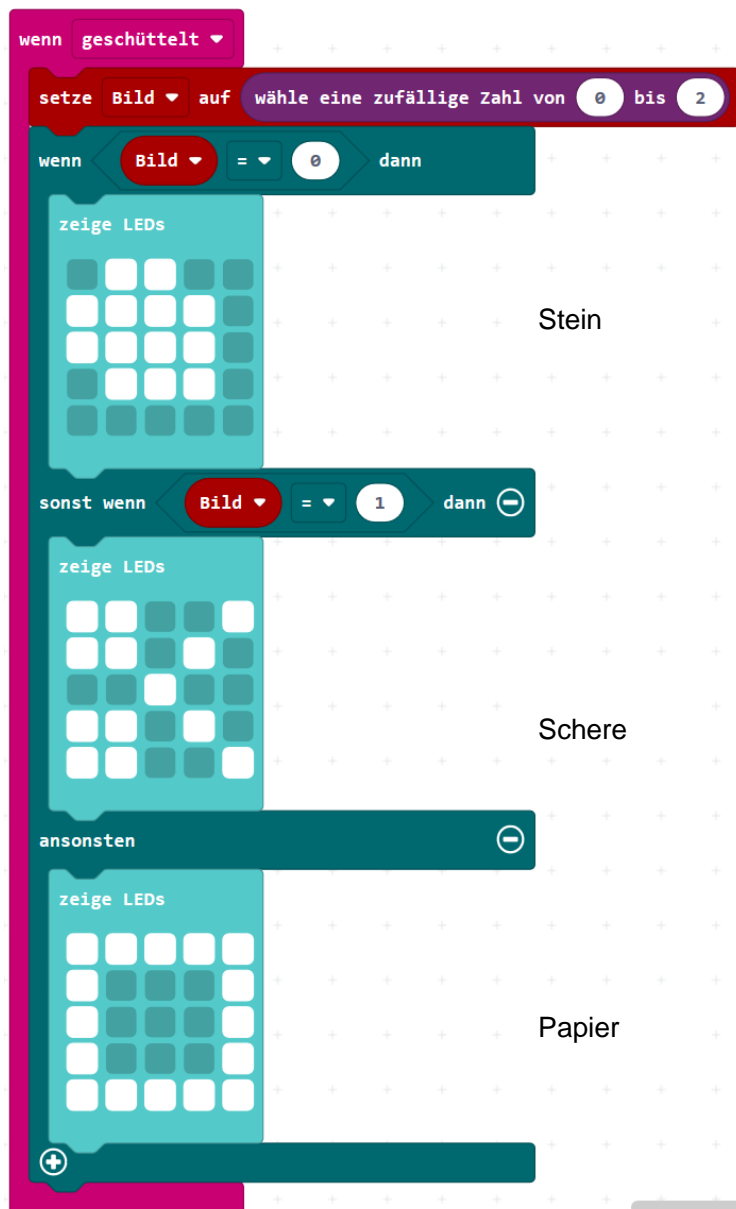 wenn geschüttelt
setze Bild auf wähle eine zufällige Zahl von 0 bis 2
wenn Bild = 0 dann
zeige LEDs
Stein
sonst wenn Bild = 1 dann
zeige LEDs
Schere
ansonsten
zeige LEDs
Papier